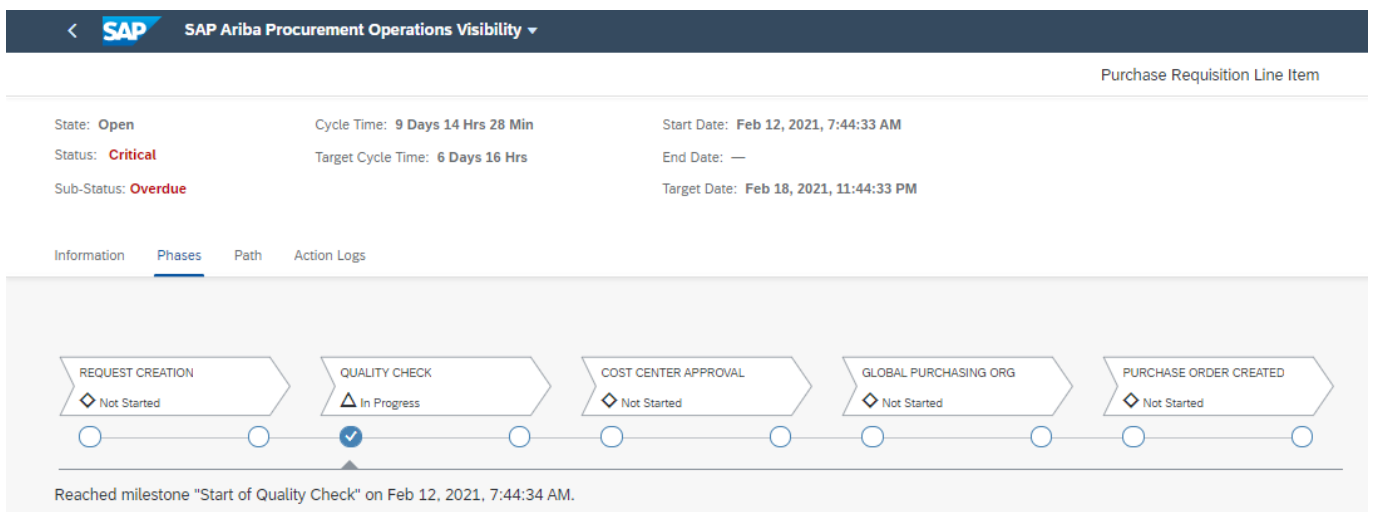 SAP SAP Ariba Procurement Operations Visibility
Purchase Requisition Line Item
State: Open Cycle Time: 9 Days 14 Hrs 28 Min Start Date: Feb 12, 2021, 7:44:33 AM
Status: Critical Target Cycle Time: 6 Days 16 Hrs End Date: —
Sub-Status: Overdue Target Date: Feb 18, 2021, 11:44:33 PM
Information Phases Path Action Logs
REQUEST CREATION QUALITY CHECK COST CENTER APPROVAL GLOBAL PURCHASING ORG PURCHASE ORDER CREATED
Not Started In Progress Not Started Not Started Not Started
Reached milestone "Start of Quality Check" on Feb 12, 2021, 7:44:34 AM.